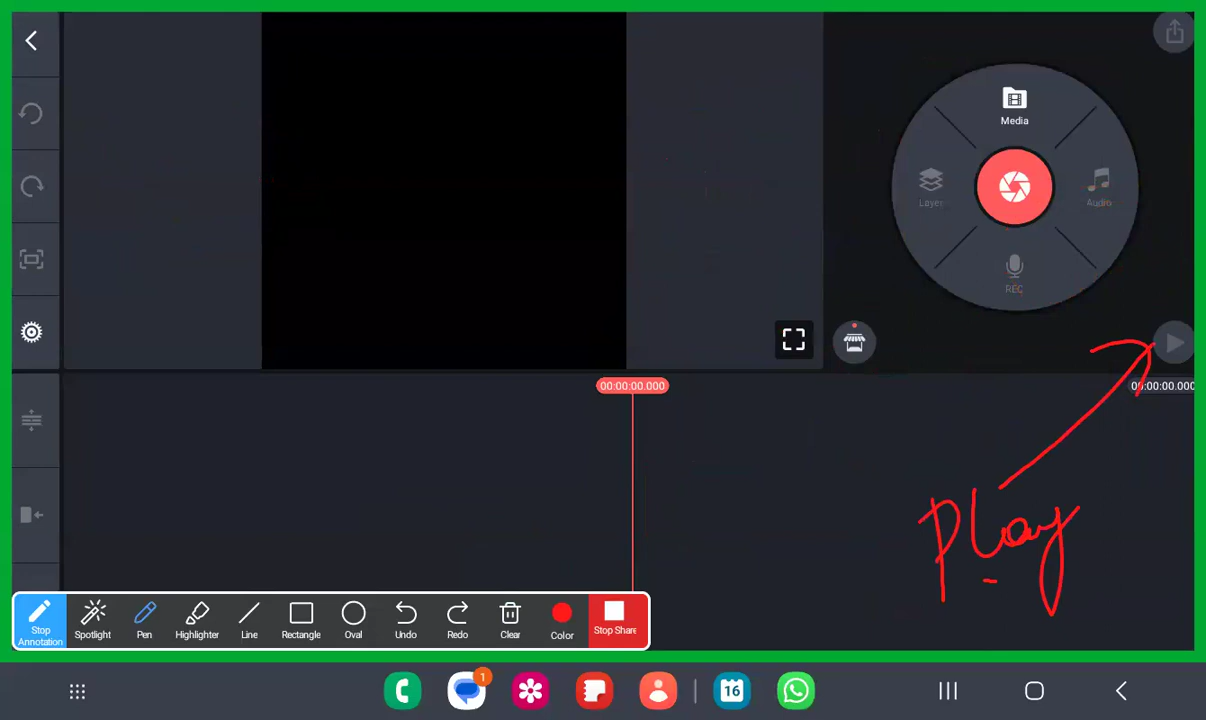 Media
Layer
Audio
REC
00:00:00.000
00:00:00.000
Play
Stop Annotation
Spotlight
Pen
Highlighter
Line
Rectangle
Oval
Undo
Redo
Clear
Color
Stop Share
1
16